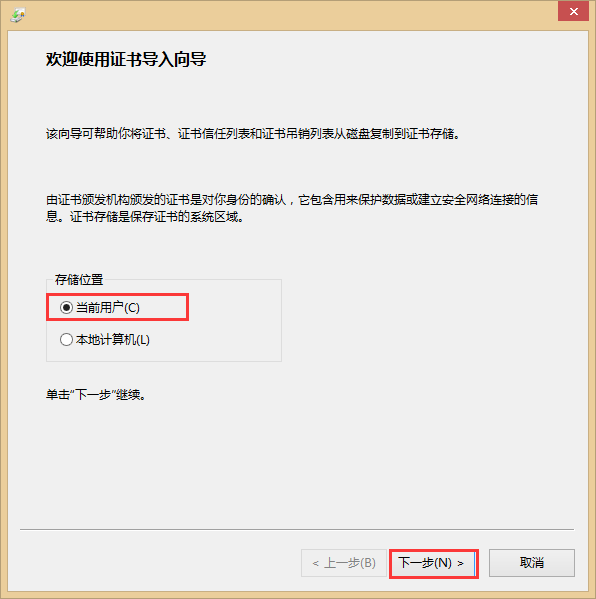 欢迎使用证书导入向导
该向导可帮助你将证书、证书信任列表和证书吊销列表从磁盘复制到证书存储。
由证书颁发机构颁发的证书是对你身份的确认，它包含用来保护数据或建立安全网络连接的信
息。证书存储是保存证书的系统区域。
存储位置
当前用户(C)
本地计算机(L)
单击"下一步"继续。
< 上一步(B) 下一步(N) > 取消